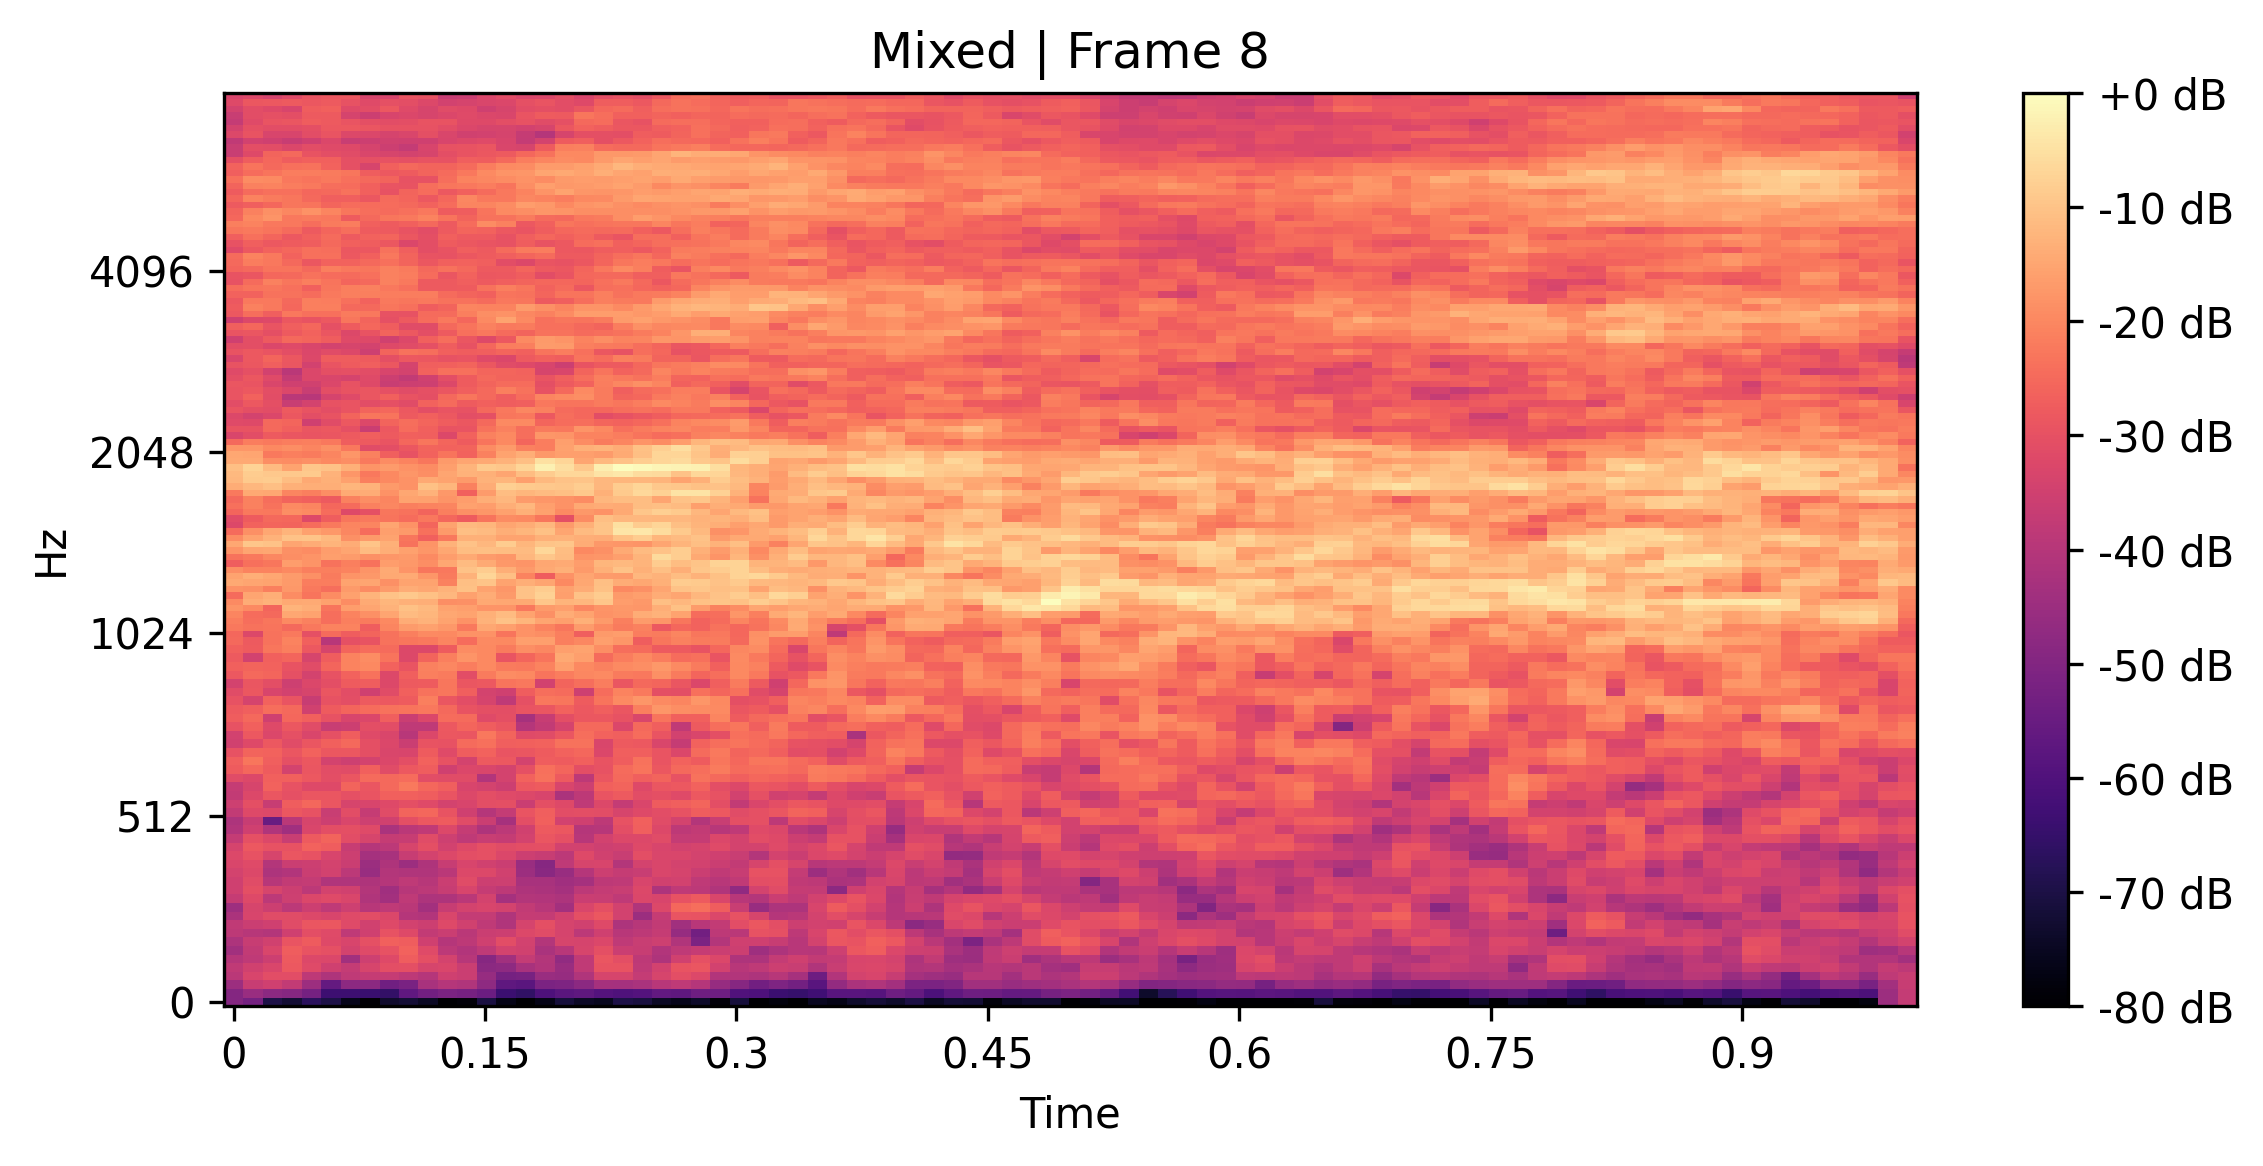 Mixed | Frame 8
+0 dB
-10 dB
-20 dB
-30 dB
-40 dB
-50 dB
-60 dB
-70 dB
-80 dB
Hz
4096
2048
1024
512
0
0 0.15 0.3 0.45 0.6 0.75 0.9
Time